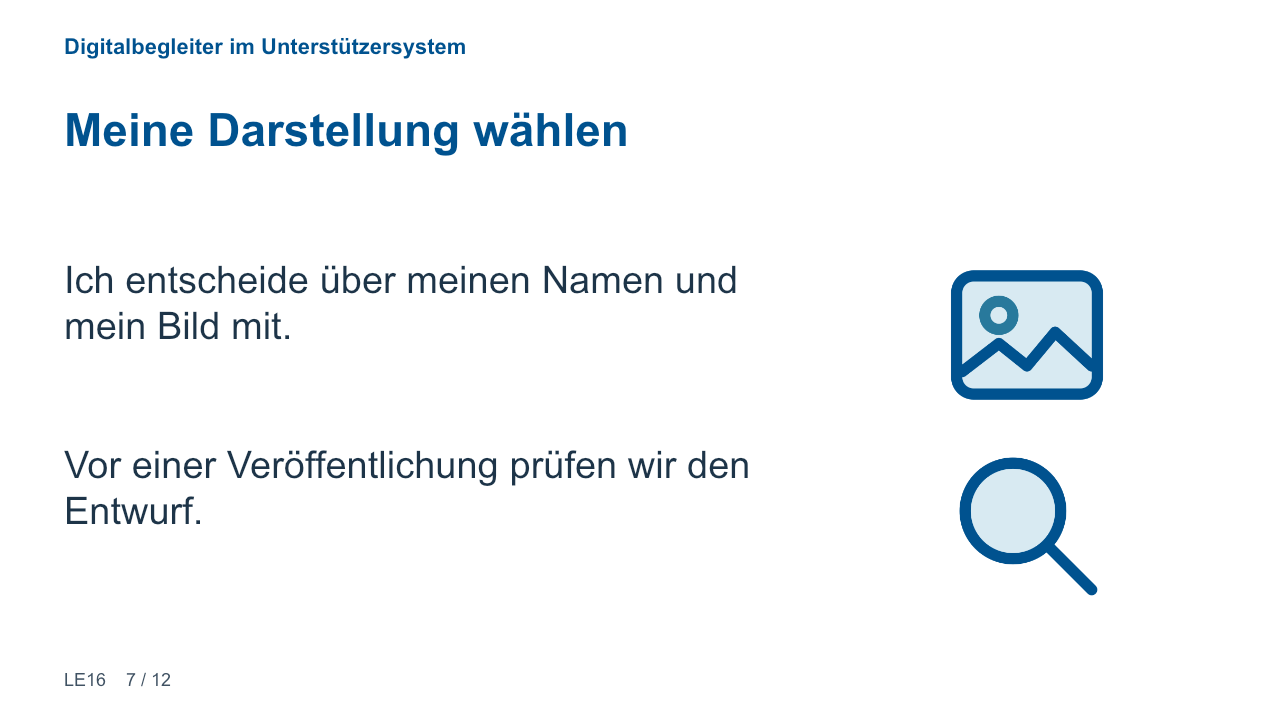 Digitalbegleiter im Unterstützersystem
Meine Darstellung wählen
Ich entscheide über meinen Namen und
mein Bild mit.
Vor einer Veröffentlichung prüfen wir den
Entwurf.
LE16 7 / 12